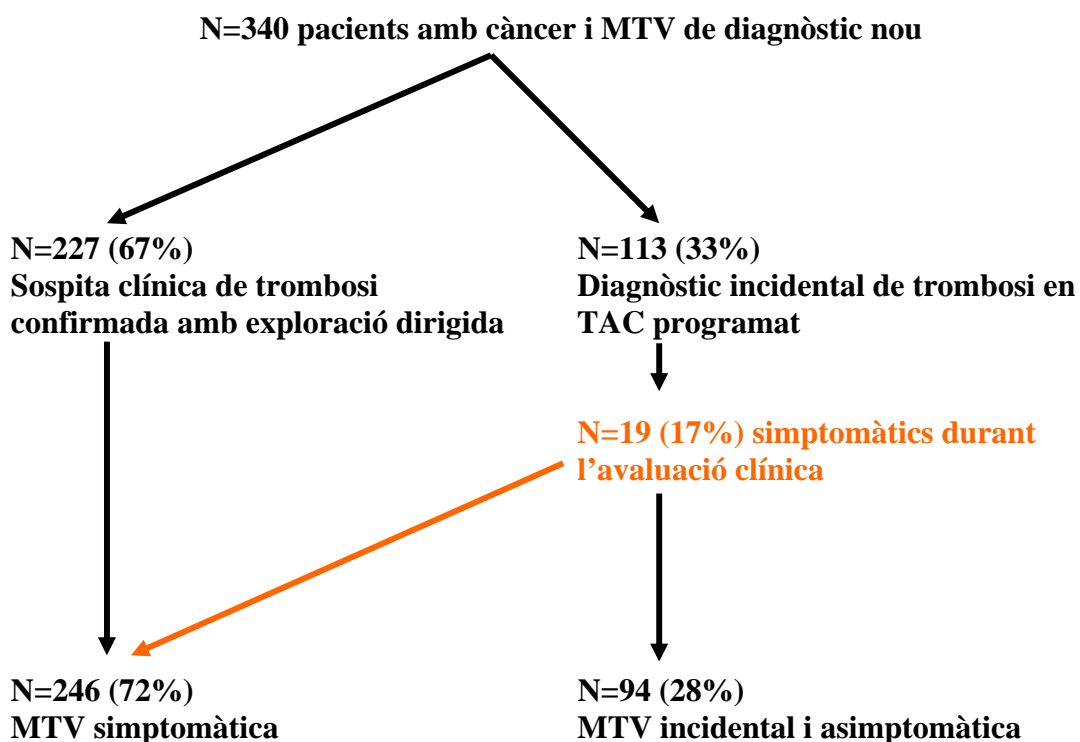 N=340 pacients amb càncer i MTV de diagnòstic nou
N=227 (67%)
Sospita clínica de trombosi
confirmada amb exploració dirigida
N=113 (33%)
Diagnòstic incidental de trombosi en
TAC programat
N=19 (17%) simptomàtics durant
l’avaluació clínica
N=246 (72%)
MTV simptomàtica
N=94 (28%)
MTV incidental i asimptomàtica